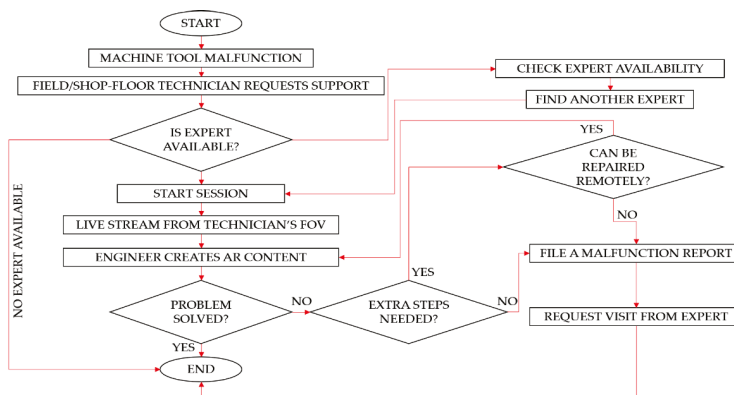 START
MACHINE TOOL MALFUNCTION
FIELD/SHOP-FLOOR TECHNICIAN REQUESTS SUPPORT
CHECK EXPERT AVAILABILITY
FIND ANOTHER EXPERT
IS EXPERT
AVAILABLE?
YES
CAN BE
REPAIRED
REMOTELY?
NO
START SESSION
LIVE STREAM FROM TECHNICIAN'S FOV
ENGINEER CREATES AR CONTENT
NO EXPERT AVAILABLE
YES
FILE A MALFUNCTION REPORT
PROBLEM
SOLVED?
NO
EXTRA STEPS
NEEDED?
NO
REQUEST VISIT FROM EXPERT
YES
END